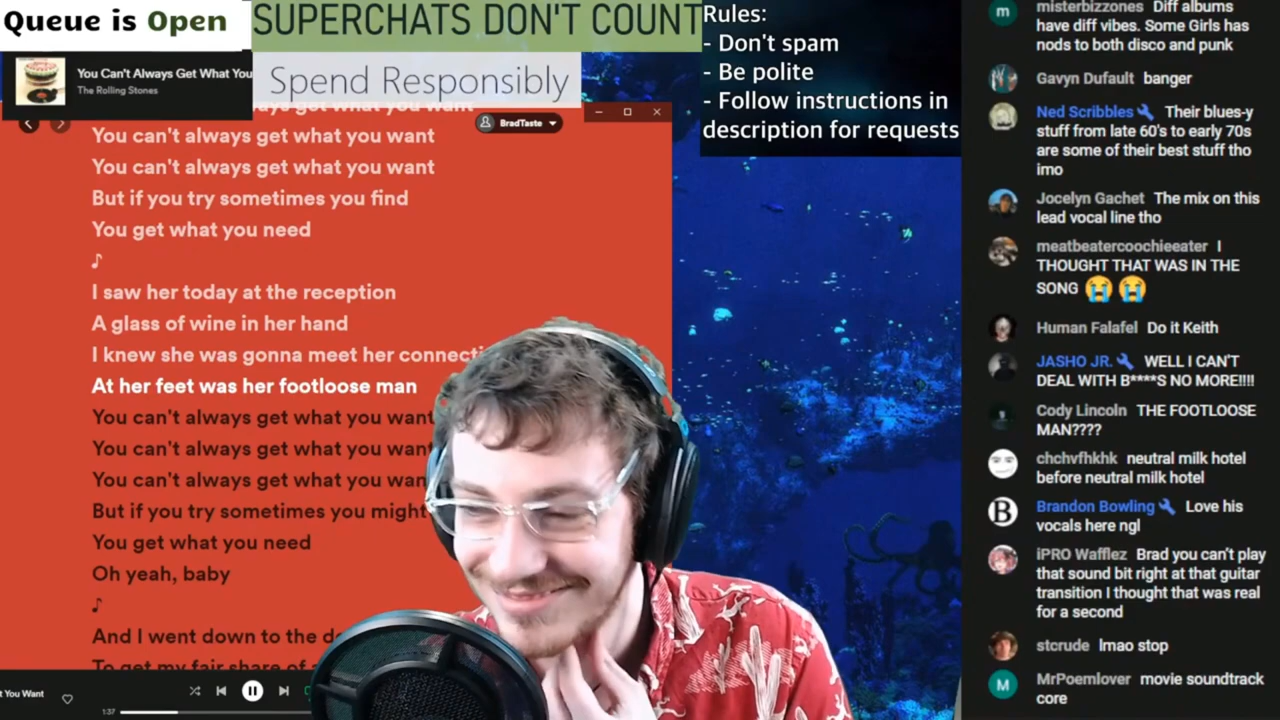 Queue is Open
SUPERCHATS DON'T COUNT
Spend Responsibly
Rules:
- Don't spam
- Be polite
- Follow instructions in
description for requests
You Can't Always Get What You
The Rolling Stones
BradTaste
always get what you want
You can't always get what you want
You can't always get what you want
But if you try sometimes you find
You get what you need
♪
I saw her today at the reception
A glass of wine in her hand
I knew she was gonna meet her connecti
At her feet was her footloose man
You can't always get what you want
You can't always get what you want
You can't always get what you wan
But if you try sometimes you might
You get what you need
Oh yeah, baby
♪
And I went down to the de
To get my fair share of a
t You Want
1:37
misterbizzones Diff albums
have diff vibes. Some Girls has
nods to both disco and punk
Gavyn Dufault banger
Ned Scribbles Their blues-y
stuff from late 60's to early 70s
are some of their best stuff tho
imo
Jocelyn Gachet The mix on this
lead vocal line tho
meatbeatercoochieeater I
THOUGHT THAT WAS IN THE
SONG 😭 😭
Human Falafel Do it Keith
JASHO JR. WELL I CAN'T
DEAL WITH B****S NO MORE!!!!
Cody Lincoln THE FOOTLOOSE
MAN????
chchvfhkhk neutral milk hotel
before neutral milk hotel
B
Brandon Bowling Love his
vocals here ngl
iPRO Wafflez Brad you can't play
that sound bit right at that guitar
transition I thought that was real
for a second
stcrude lmao stop
M
MrPoemlover movie soundtrack
core